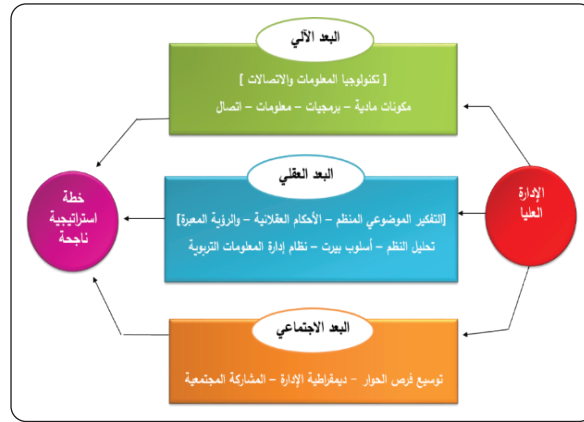 البعد الآلي
[ تكنولوجيا المعلومات والاتصالات ]
مكونات مادية – برمجيات – معلومات – اتصال
الإدارة
العليا
البعد العقلي
[التفكير الموضوعي المنظم – الأحكام العقلانية – والرؤية المعبرة]
تحليل النظم – أسلوب بيرت – نظام إدارة المعلومات التربوية
خطة
استراتيجية
ناجحة
البعد الاجتماعي
توسيع فرص الحوار - ديمقراطية الإدارة – المشاركة المجتمعية